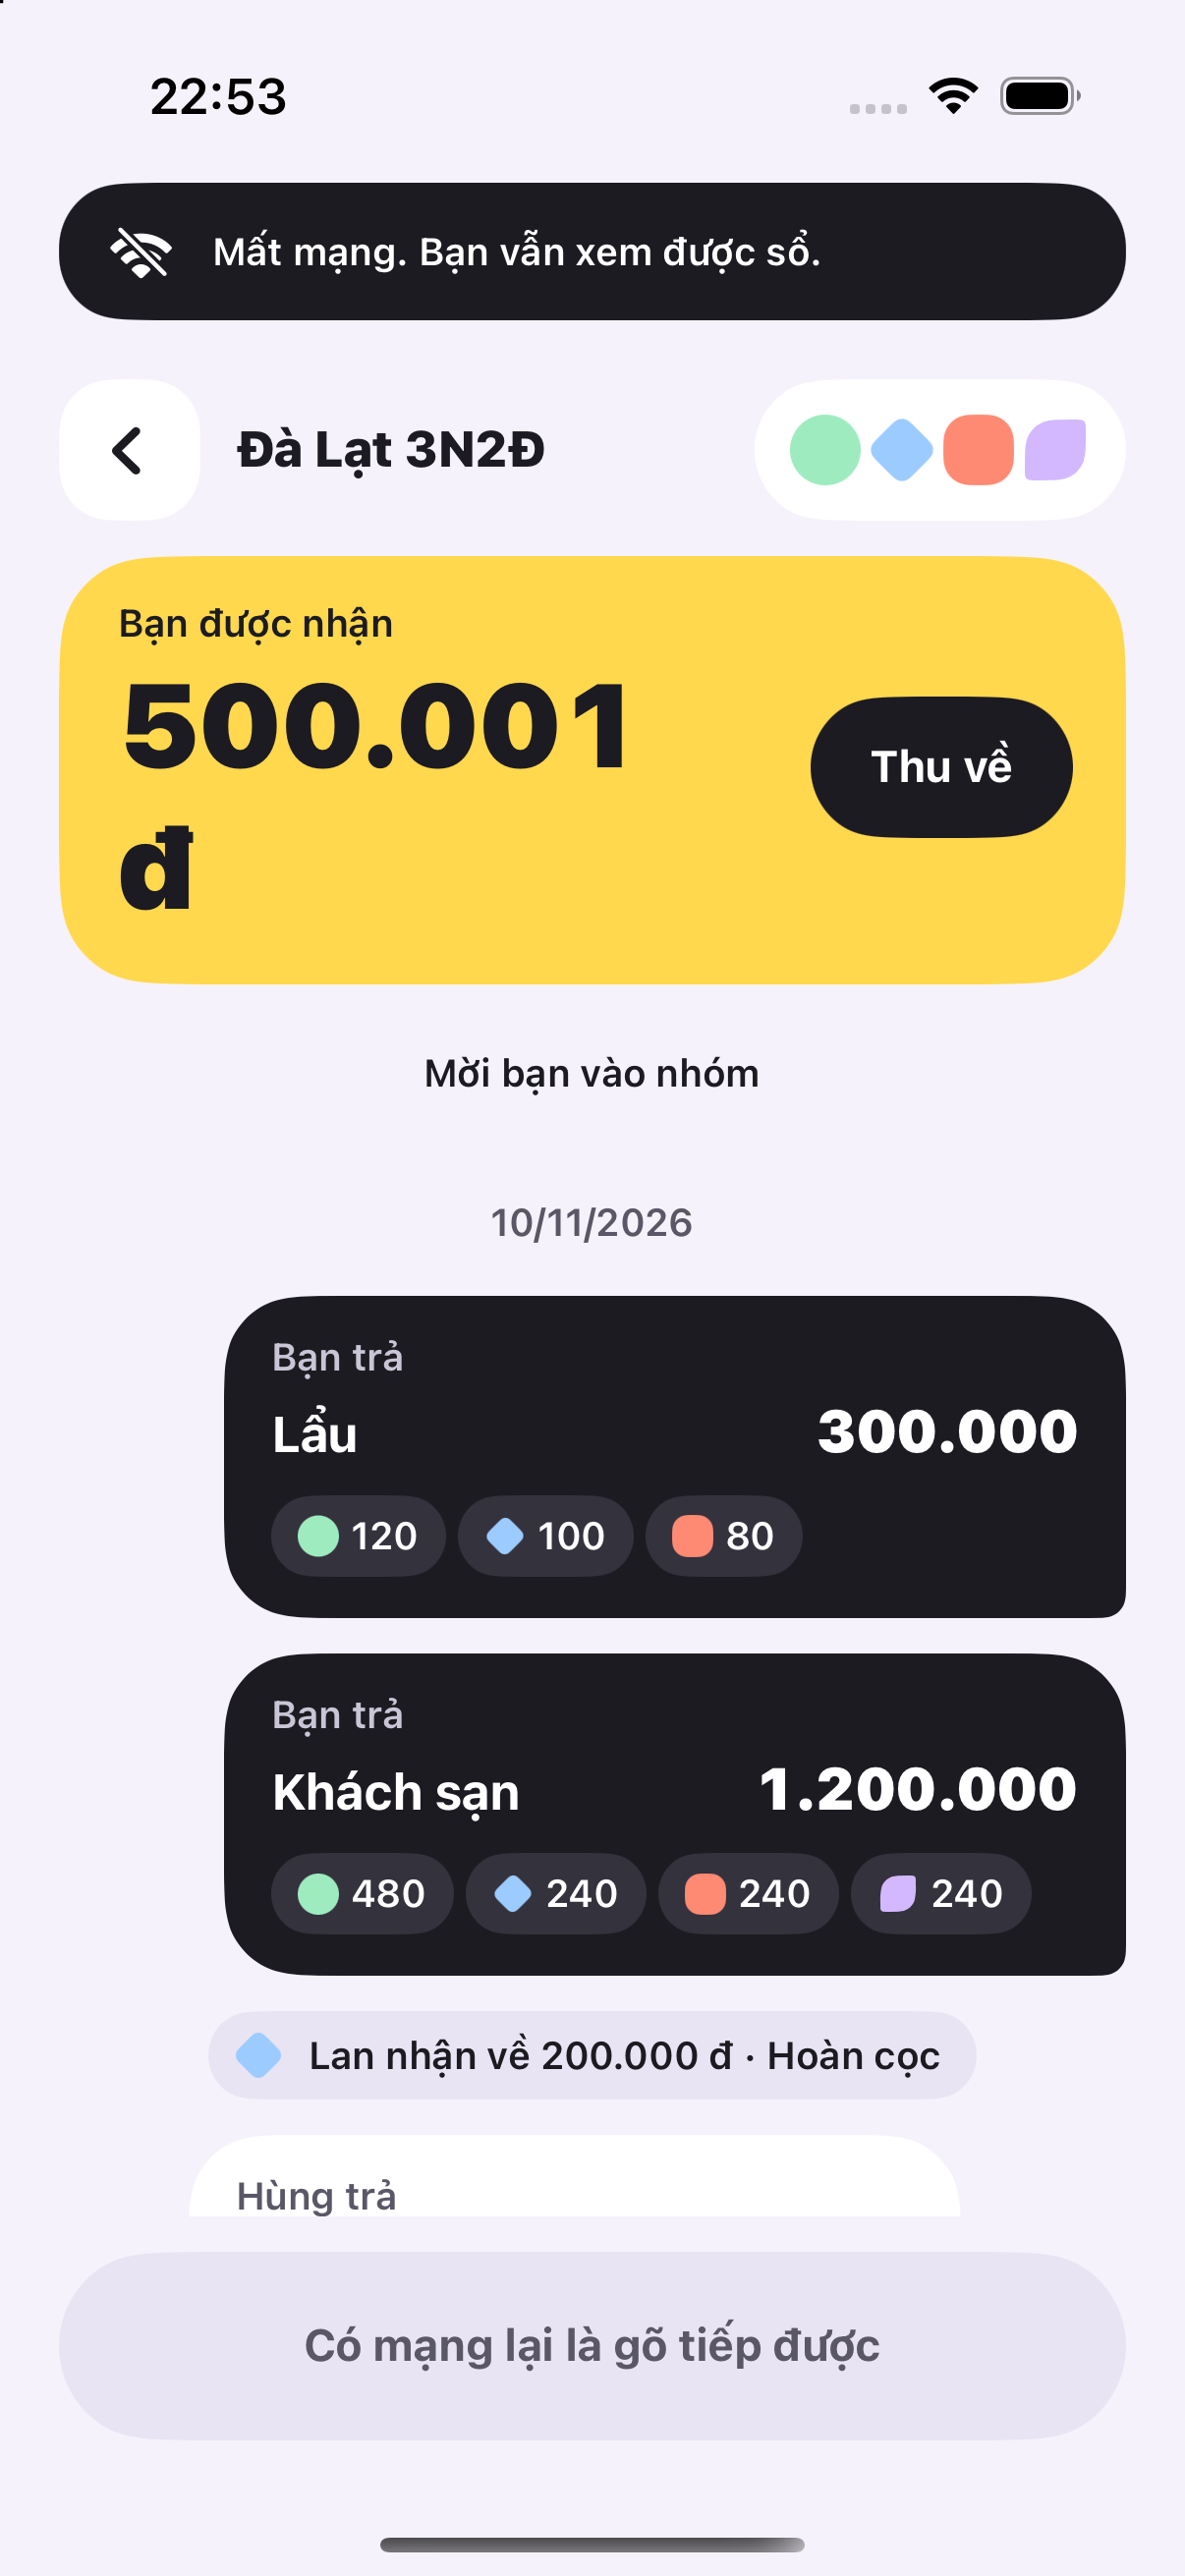 22:53
Mất mạng. Bạn vẫn xem được sổ.
Đà Lạt 3N2Đ
Bạn được nhận
500.001
đ
Thu về
Mời bạn vào nhóm
10/11/2026
Bạn trả
Lẩu 300.000
120 100 80
Bạn trả
Khách sạn 1.200.000
480 240 240 240
Lan nhận về 200.000 đ · Hoàn cọc
Hùng trả
Có mạng lại là gõ tiếp được